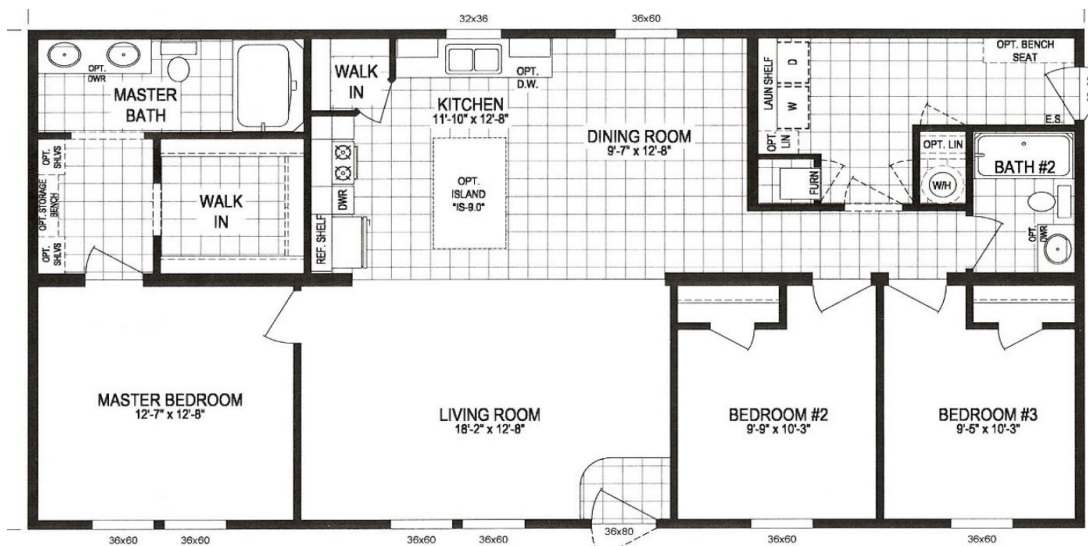 32x36
36x60
OPT.
DWR
MASTER
BATH
WALK
IN
OPT.
D.W.
KITCHEN
11'-10" x 12'-8"
DINING ROOM
9'-7" x 12'-8"
LAUN SHELF
D
W
OPT.
LIN
OPT. BENCH
SEAT
E.S.
FURN
OPT. LIN
W/H
BATH #2
OPT.
DWR
OPT.
SHLVS
OPT. STORAGE
BENCH
OPT.
SHLVS
WALK
IN
DWR
REF. SHELF
OPT.
ISLAND
"IS-9.0"
MASTER BEDROOM
12'-7" x 12'-8"
LIVING ROOM
18'-2" x 12'-8"
BEDROOM #2
9'-9" x 10'-3"
BEDROOM #3
9'-5" x 10'-3"
36x60
36x60
36x60
36x60
36x80
36x60
36x60